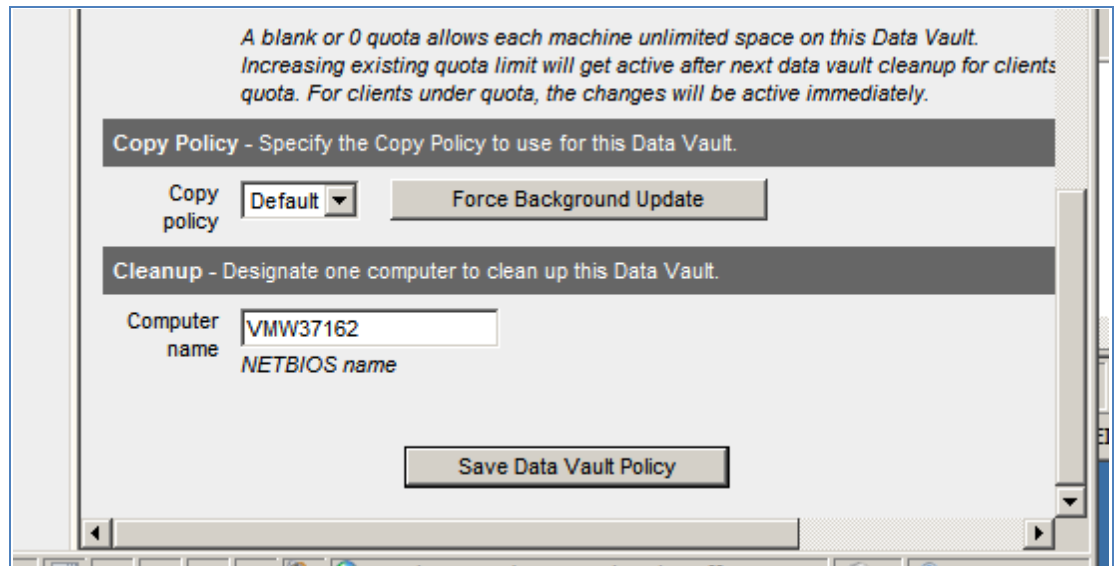 A blank or 0 quota allows each machine unlimited space on this Data Vault.
Increasing existing quota limit will get active after next data vault cleanup for clients
quota. For clients under quota, the changes will be active immediately.
Copy Policy - Specify the Copy Policy to use for this Data Vault.
Copy
policy
Default
Force Background Update
Cleanup - Designate one computer to clean up this Data Vault.
Computer
name
VMW37162
NETBIOS name
Save Data Vault Policy